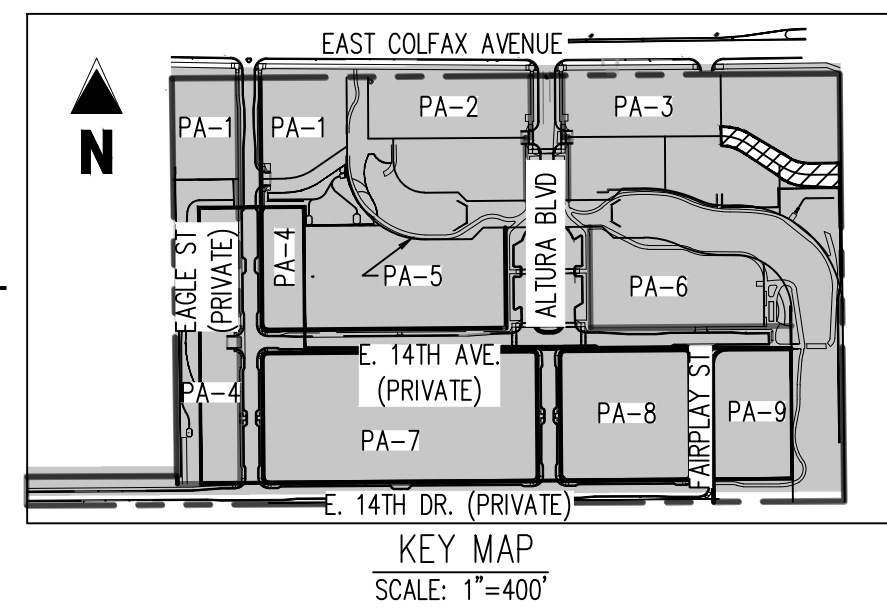 EAST COLFAX AVENUE
N
PA-1
PA-1
PA-2
PA-3
EAGLE ST
(PRIVATE)
PA-4
PA-5
ALTURA BLVD
PA-6
PA-4
E. 14TH AVE.
(PRIVATE)
PA-7
PA-8
FAIRPLAY ST
PA-9
E. 14TH DR. (PRIVATE)
KEY MAP
SCALE: 1"=400'